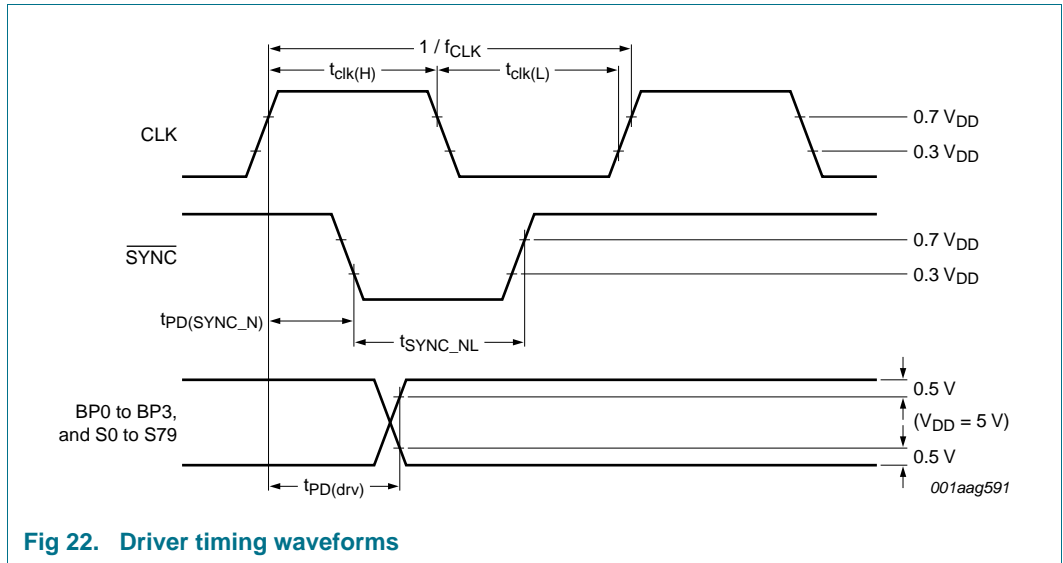 1 / fCLK
tclk(H)
tclk(L)
CLK
0.7 VDD
0.3 VDD
SYNC
0.7 VDD
0.3 VDD
tPD(SYNC_N)
tSYNC_NL
BP0 to BP3,
and S0 to S79
0.5 V
(VDD = 5 V)
0.5 V
tPD(drv)
001aag591
Fig 22. Driver timing waveforms